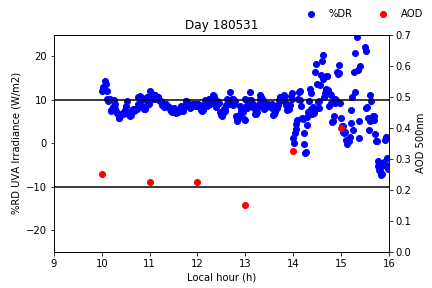 %DR AOD
Day 180531
20
10
0
−10
−20
0.7
0.6
0.5
0.4
0.3
0.2
0.1
0.0
%RD UVA Irradiance (W/m2)
AOD 500nm
9 10 11 12 13 14 15 16
Local hour (h)